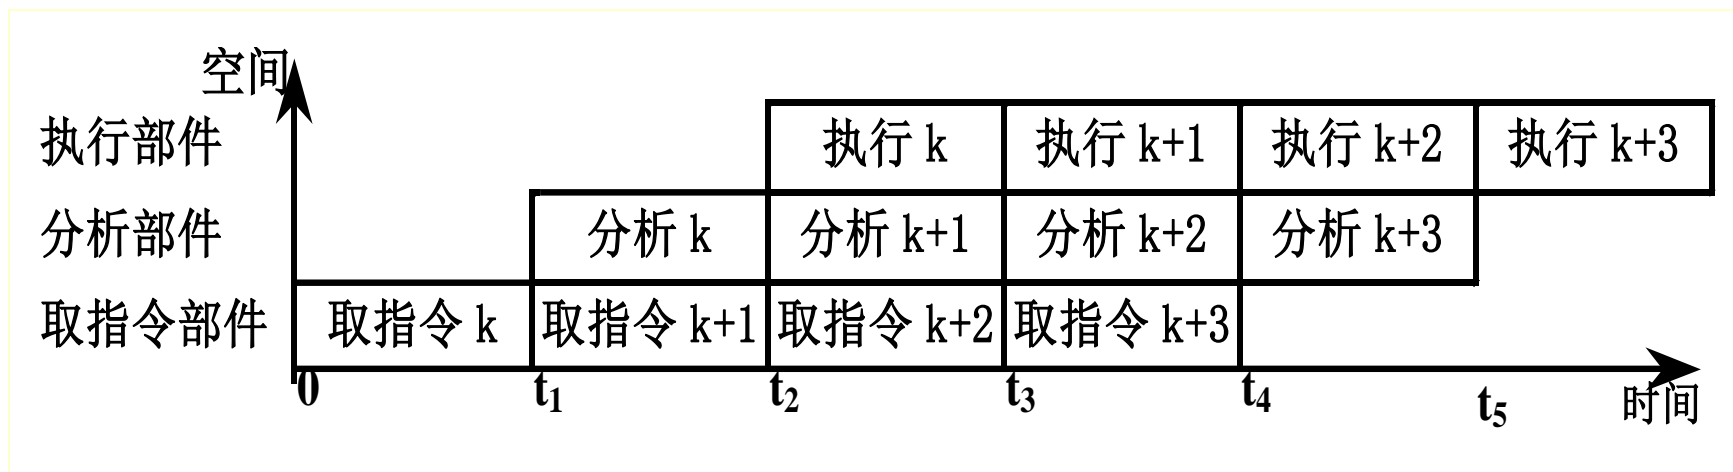 空间
执行部件 执行 k 执行 k+1 执行 k+2 执行 k+3
分析部件 分析 k 分析 k+1 分析 k+2 分析 k+3
取指令部件 取指令 k 取指令 k+1 取指令 k+2 取指令 k+3
0 t₁ t₂ t₃ t₄ t₅ 时间